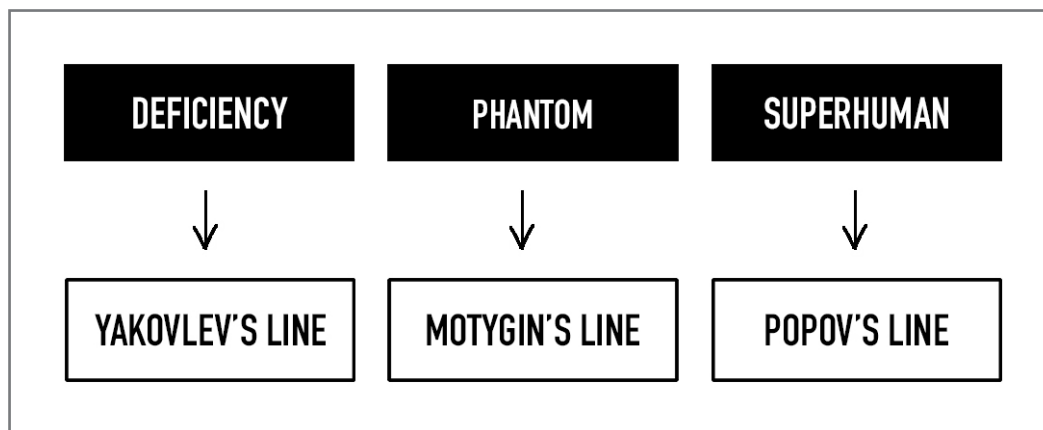 DEFICIENCY
PHANTOM
SUPERHUMAN
YAKOVLEV'S LINE
MOTYGIN'S LINE
POPOV'S LINE